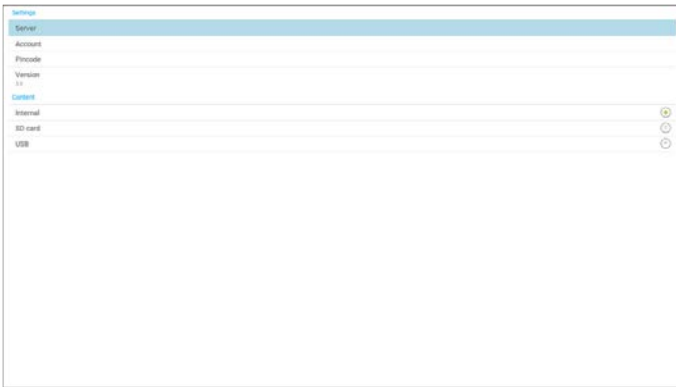 Settings
Server
Account
Pincode
Version
Content
Internal
SD card
USB